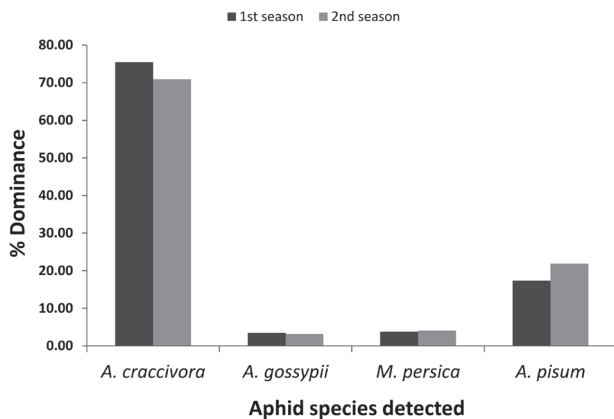 1st season 2nd season
80.00
70.00
60.00
50.00
40.00
30.00
20.00
10.00
0.00
% Dominance
A. craccivora A. gossypii M. persica A. pisum
Aphid species detected